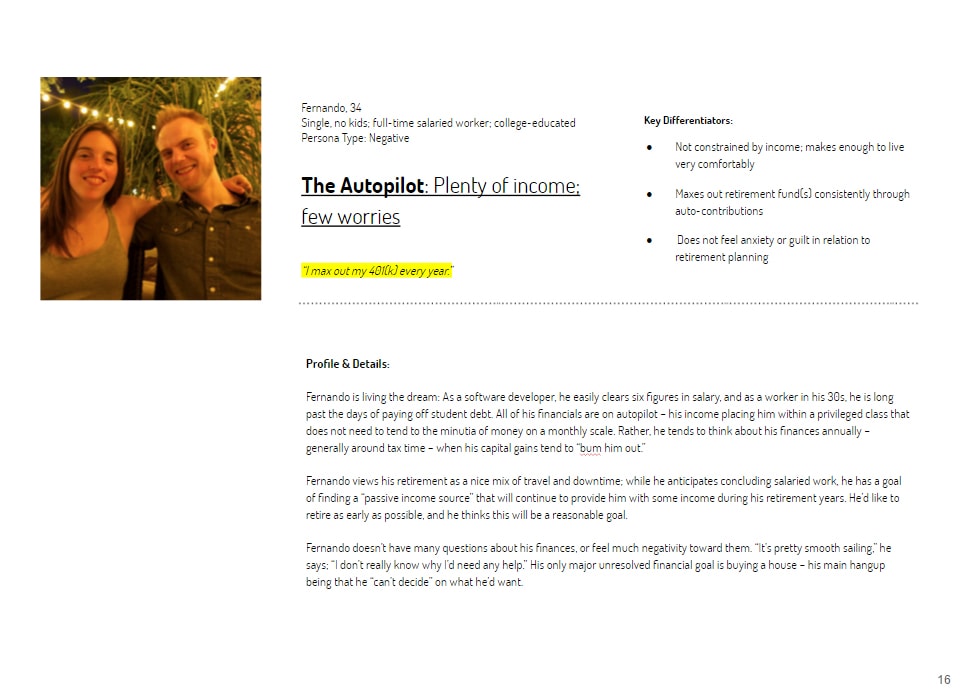 Fernando, 34
Single, no kids; full-time salaried worker; college-educated
Persona Type: Negative
The Autopilot: Plenty of income;
few worries
“I max out my 401(k) every year.”
Key Differentiators:
● Not constrained by income; makes enough to live
very comfortably
● Maxes out retirement fund(s) consistently through
auto-contributions
● Does not feel anxiety or guilt in relation to
retirement planning
Profile & Details:
Fernando is living the dream: As a software developer, he easily clears six figures in salary, and as a worker in his 30s, he is long
past the days of paying off student debt. All of his financials are on autopilot – his income placing him within a privileged class that
does not need to tend to the minutia of money on a monthly scale. Rather, he tends to think about his finances annually –
generally around tax time – when his capital gains tend to “bum him out.”
Fernando views his retirement as a nice mix of travel and downtime; while he anticipates concluding salaried work, he has a goal
of finding a “passive income source” that will continue to provide him with some income during his retirement years. He’d like to
retire as early as possible, and he thinks this will be a reasonable goal.
Fernando doesn’t have many questions about his finances, or feel much negativity toward them. “It’s pretty smooth sailing,” he
says; “I don’t really know why I’d need any help.” His only major unresolved financial goal is buying a house – his main hangup
being that he “can’t decide” on what he’d want.
16